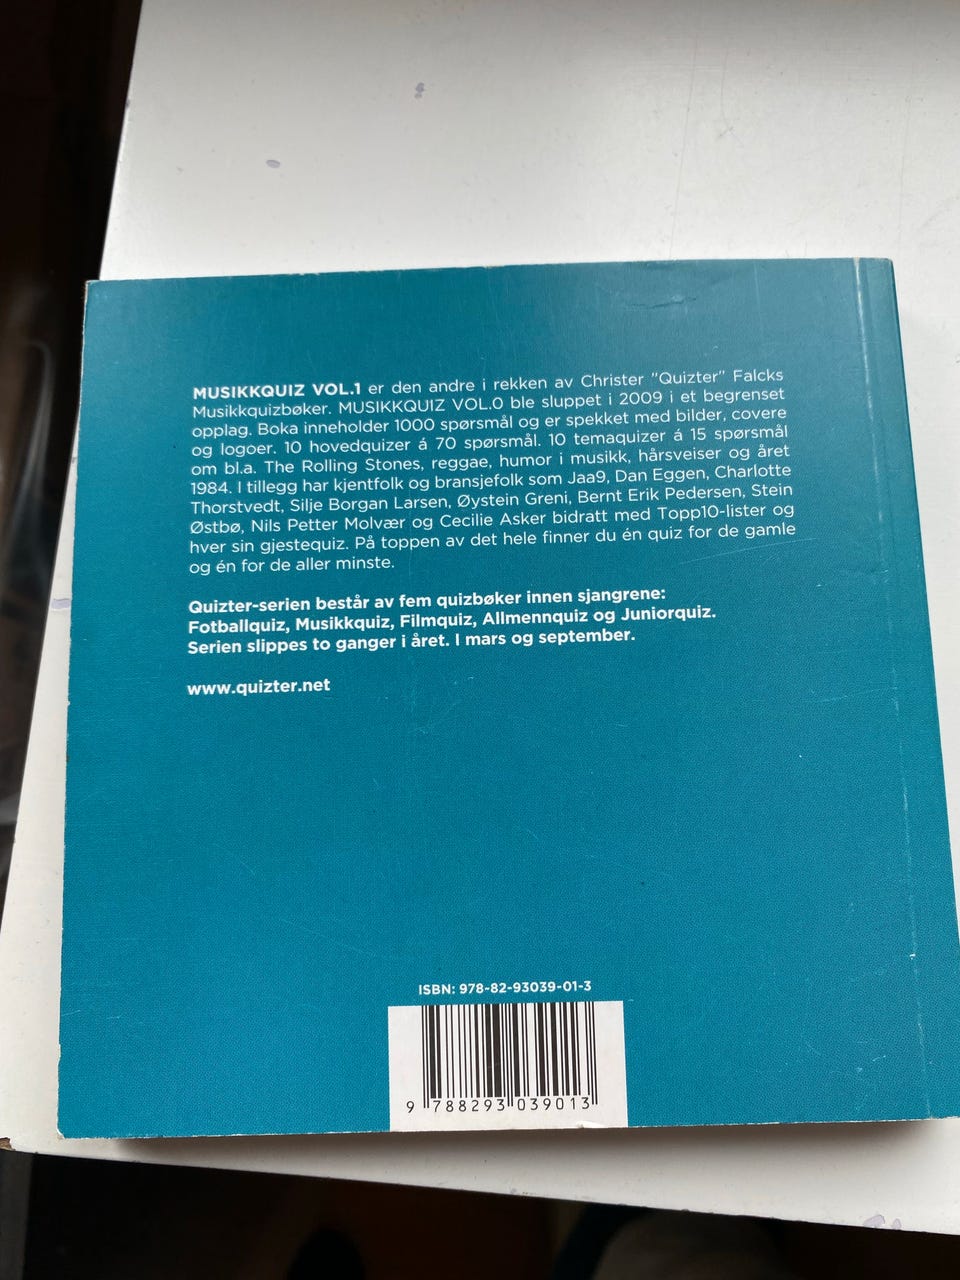 MUSIKKQUIZ VOL.1 er den andre i rekken av Christer "Quizter" Falcks
Musikkquizbøker. MUSIKKQUIZ VOL.0 ble sluppet i 2009 i et begrenset
opplag. Boka inneholder 1000 spørsmål og er spekket med bilder, covere
og logoer. 10 hovedquizer á 70 spørsmål. 10 temaquizer á 15 spørsmål
om bl.a. The Rolling Stones, reggae, humor i musikk, hårsveiser og året
1984. I tillegg har kjentfolk og bransjefolk som Jaa9, Dan Eggen, Charlotte
Thorstvedt, Silje Borgan Larsen, Øystein Greni, Bernt Erik Pedersen, Stein
Østbø, Nils Petter Molvær og Cecilie Asker bidratt med Topp10-lister og
hver sin gjestequiz. På toppen av det hele finner du én quiz for de gamle
og én for de aller minste.
Quizter-serien består av fem quizbøker innen sjangrene:
Fotballquiz, Musikkquiz, Filmquiz, Allmennquiz og Juniorquiz.
Serien slippes to ganger i året. I mars og september.
www.quizter.net
ISBN: 978-82-93039-01-3
9 788293 039013